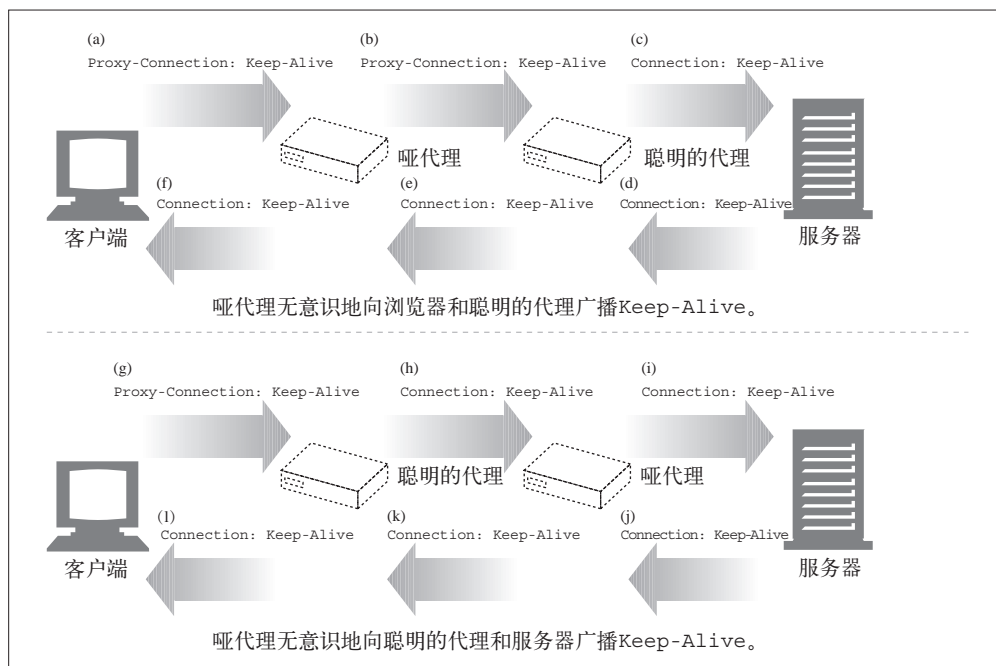 (a)
Proxy-Connection: Keep-Alive
(b)
Proxy-Connection: Keep-Alive
(c)
Connection: Keep-Alive
哑代理
聪明的代理
(f)
Connection: Keep-Alive
(e)
Connection: Keep-Alive
(d)
Connection: Keep-Alive
客户端
服务器
哑代理无意识地向浏览器和聪明的代理广播Keep-Alive。
(g)
Proxy-Connection: Keep-Alive
(h)
Connection: Keep-Alive
(i)
Connection: Keep-Alive
聪明的代理
哑代理
(l)
Connection: Keep-Alive
(k)
Connection: Keep-Alive
(j)
Connection: Keep-Alive
客户端
服务器
哑代理无意识地向聪明的代理和服务器广播Keep-Alive。